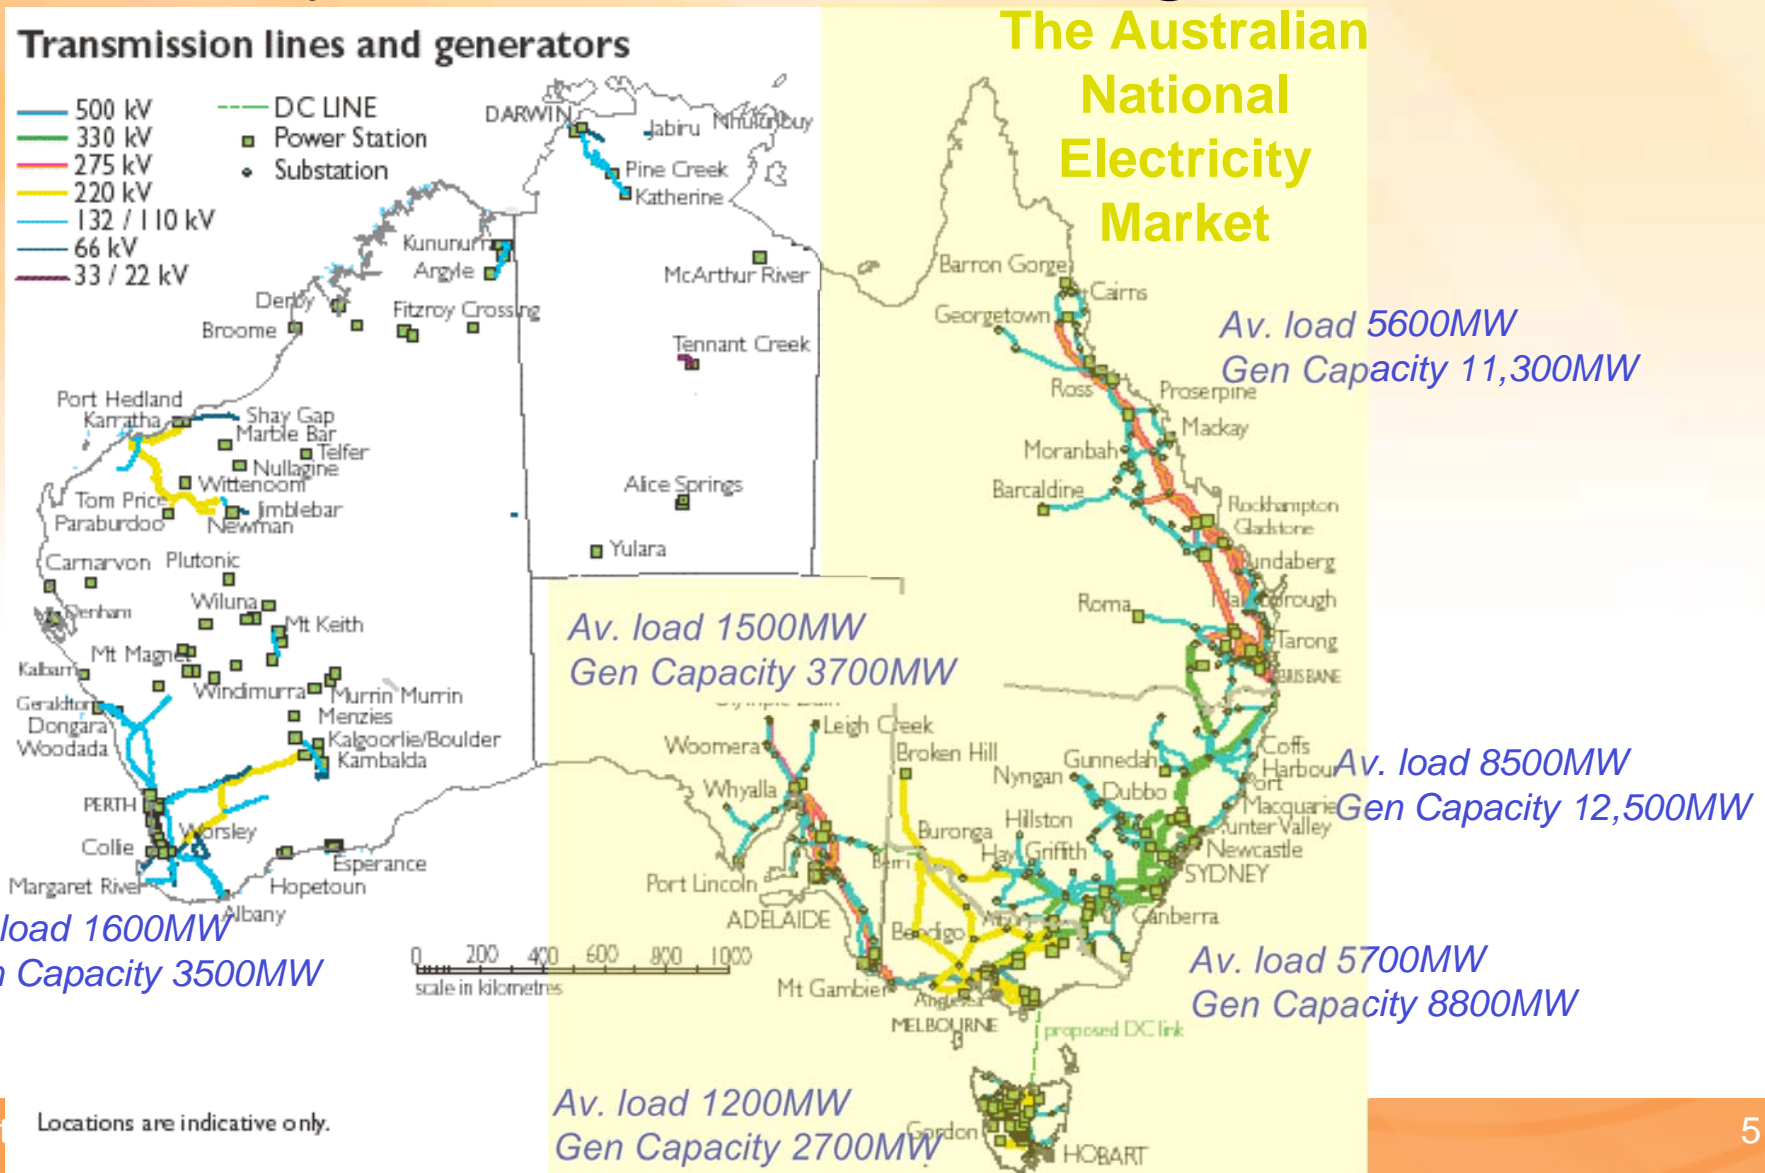 Transmission lines and generators
500 kV
330 kV
275 kV
220 kV
132 / 110 kV
66 kV
33 / 22 kV
DC LINE
Power Station
Substation
The Australian
National
Electricity
Market
DARWIN
Jabiru
Nhulunbuy
Pine Creek
Katherine
Kununurra
Argyle
McArthur River
Derby
Fitzroy Crossing
Broome
Tennant Creek
Barron Gorge
Cairns
Georgetown
Av. load 5600MW
Gen Capacity 11,300MW
Ross
Proserpine
Mackay
Moranbah
Barcaldine
Rockhampton
Gladstone
Bundaberg
Maryborough
Roma
Tarong
BRISBANE
Port Hedland
Karratha
Shay Gap
Marble Bar
Telfer
Nullagine
Wittenoom
Tom Price
Jimblebar
Paraburdoo
Newman
Alice Springs
Yulara
Carnarvon
Plutonic
Denham
Wiluna
Mt Keith
Mt Magnet
Kalbarri
Windimurra
Murrin Murrin
Geraldton
Menzies
Dongara
Kalgoorlie/Boulder
Woodada
Kambalda
PERTH
Worsley
Collie
Esperance
Margaret River
Hopetoun
Albany
load 1600MW
Capacity 3500MW
Av. load 1500MW
Gen Capacity 3700MW
Leigh Creek
Woomera
Broken Hill
Whyalla
Gunnedah
Nyngan
Coffs
Harbour
Dubbo
Port
Macquarie
Av. load 8500MW
Gen Capacity 12,500MW
Buronga
Hillston
Hunter Valley
Newcastle
Berri
Hay
Griffith
SYDNEY
Port Lincoln
ADELAIDE
Canberra
Bendigo
Av. load 5700MW
Gen Capacity 8800MW
Mt Gambier
Anglesea
MELBOURNE
proposed DC link
0 200 400 600 800 1000
scale in kilometres
Av. load 1200MW
Gen Capacity 2700MW
Gordon
HOBART
Locations are indicative only.
5